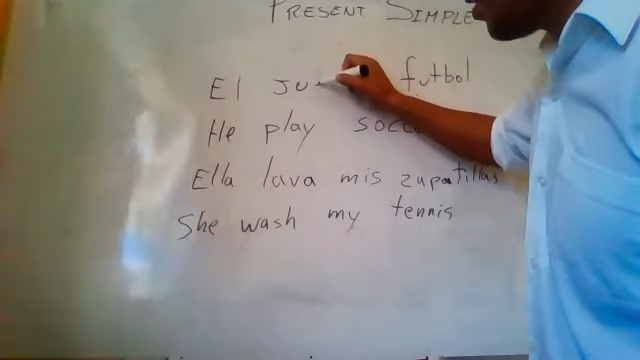 PRESENT SIMPLE
El futbol
He play
Ella lava mis zupatillas
She wash my tennis